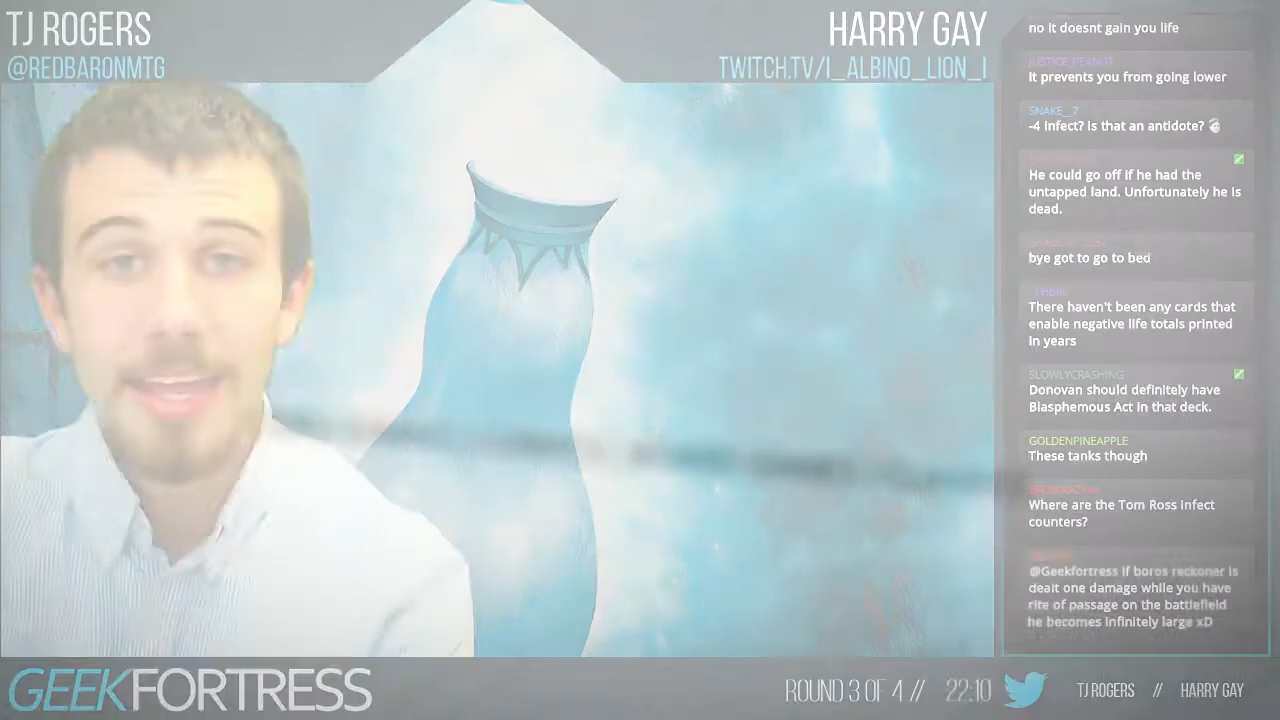 TJ ROGERS
@REDBARONMTG
HARRY GAY
TWITCH.TV/I_ALBINO_LION_I
no it doesnt gain you life
JUSTICE_PEANUT
It prevents you from going lower
SNAKE__7
-4 infect? Is that an antidote?
He could go off if he had the
untapped land. Unfortunately he is
dead.
bye got to go to bed
There haven't been any cards that
enable negative life totals printed
in years
SLOWLYCRASHING
Donovan should definitely have
Blasphemous Act in that deck.
GOLDENPINEAPPLE
These tanks though
Where are the Tom Ross infect
counters?
@Geekfortress if boros reckoner is
dealt one damage while you have
rite of passage on the battlefield
he becomes infinitely large xD
GEEKFORTRESS
ROUND 3 OF 4 // 22:10
TJ ROGERS // HARRY GAY